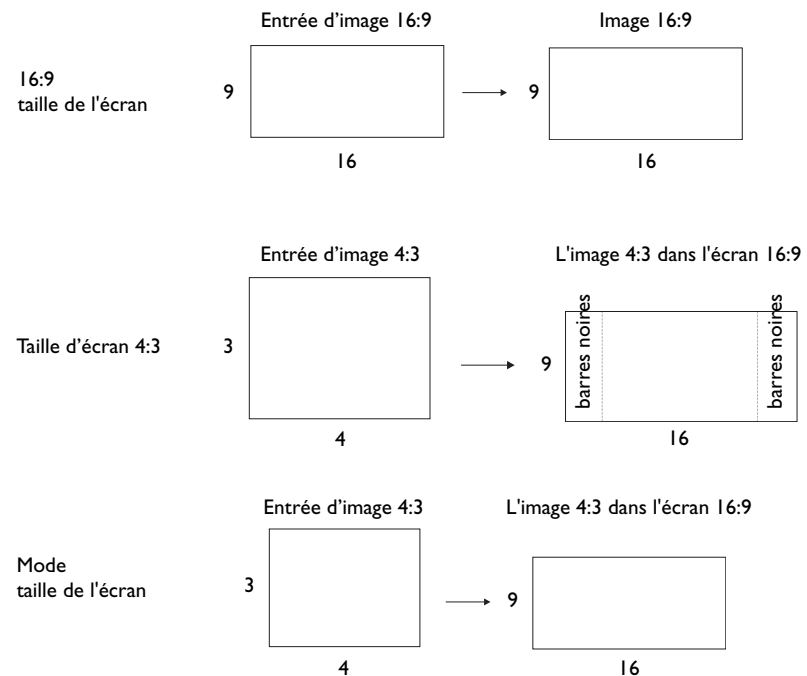 Entrée d’image 16:9
Image 16:9
16:9
taille de l'écran
9
9
16
16
Entrée d’image 4:3
L'image 4:3 dans l'écran 16:9
Taille d’écran 4:3
3
9
barres noires
barres noires
4
16
Entrée d’image 4:3
L'image 4:3 dans l'écran 16:9
Mode
taille de l'écran
3
9
4
16